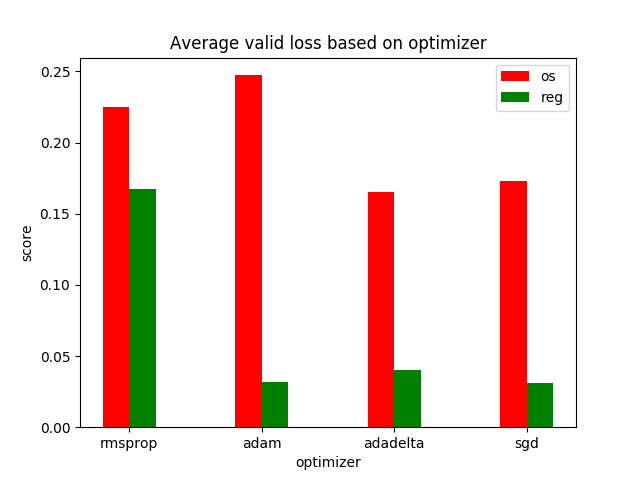 Average valid loss based on optimizer
os
reg
score
0.25
0.20
0.15
0.10
0.05
0.00
rmsprop adam adadelta sgd
optimizer